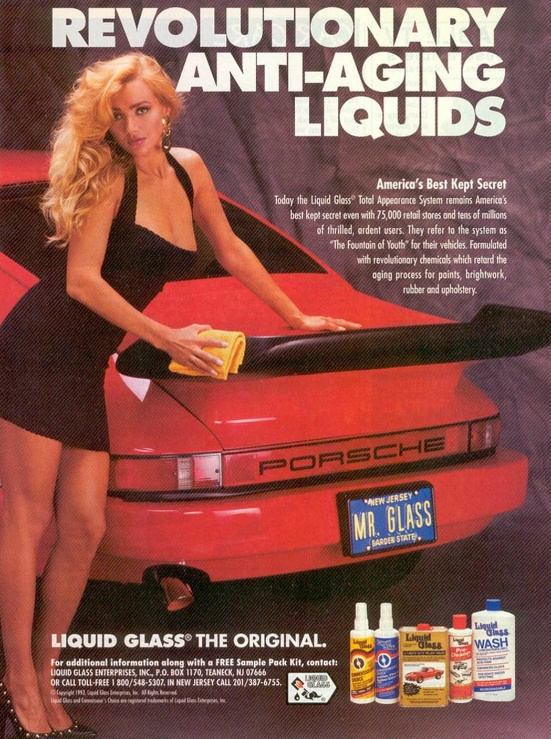 REVOLUTIONARY
ANTI-AGING
LIQUIDS
America's Best Kept Secret
Today the Liquid Glass® Total Appearance System remains America's
best kept secret even with 75,000 retail stores and tens of millions
of thrilled, ardent users. They refer to the system as
"The Fountain of Youth" for their vehicles. Formulated
with revolutionary chemicals which retard the
aging process for paints, brightwork,
rubber and upholstery.
PORSCHE
NEW JERSEY
MR. GLASS
GARDEN STATE
LIQUID GLASS® THE ORIGINAL.
For additional information along with a FREE Sample Pack Kit, contact:
LIQUID GLASS ENTERPRISES, INC., P.O. BOX 1170, TEANECK, NJ 07666
OR CALL TOLL-FREE 1 800/548-5307. IN NEW JERSEY CALL 201/387-6755.
© Copyright 1992, Liquid Glass Enterprises, Inc. All Rights Reserved.
Liquid Glass and Connoisseur's Choice are registered trademarks of Liquid Glass Enterprises, Inc.
LIQUID
GLASS
Liquid
Glass
Liquid
Glass
Pre-
Cleaner
Liquid
Glass
WASH